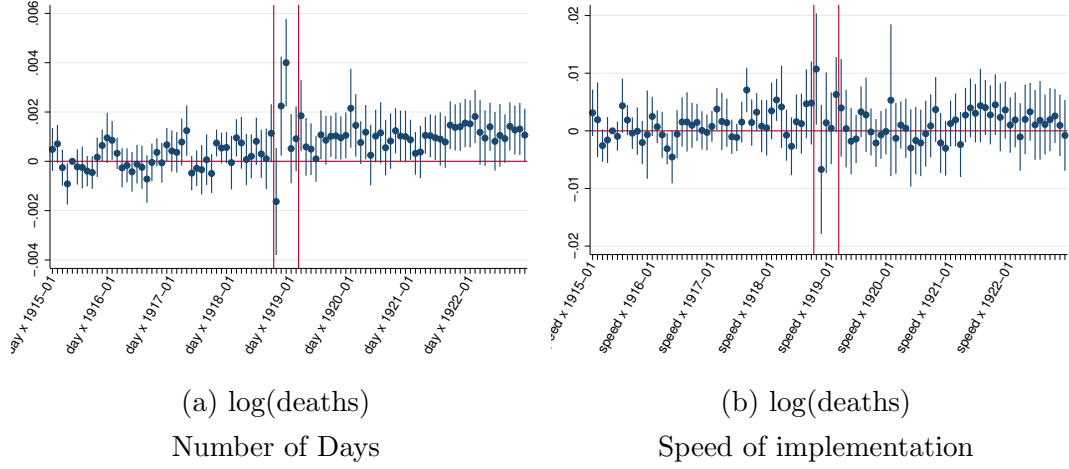 .006
.004
.002
0
-.002
-.004
day x 1915-01
day x 1916-01
day x 1917-01
day x 1918-01
day x 1919-01
day x 1920-01
day x 1921-01
day x 1922-01
(a) log(deaths)
Number of Days
.02
.01
0
-.01
-.02
speed x 1915-01
speed x 1916-01
speed x 1917-01
speed x 1918-01
speed x 1919-01
speed x 1920-01
speed x 1921-01
speed x 1922-01
(b) log(deaths)
Speed of implementation